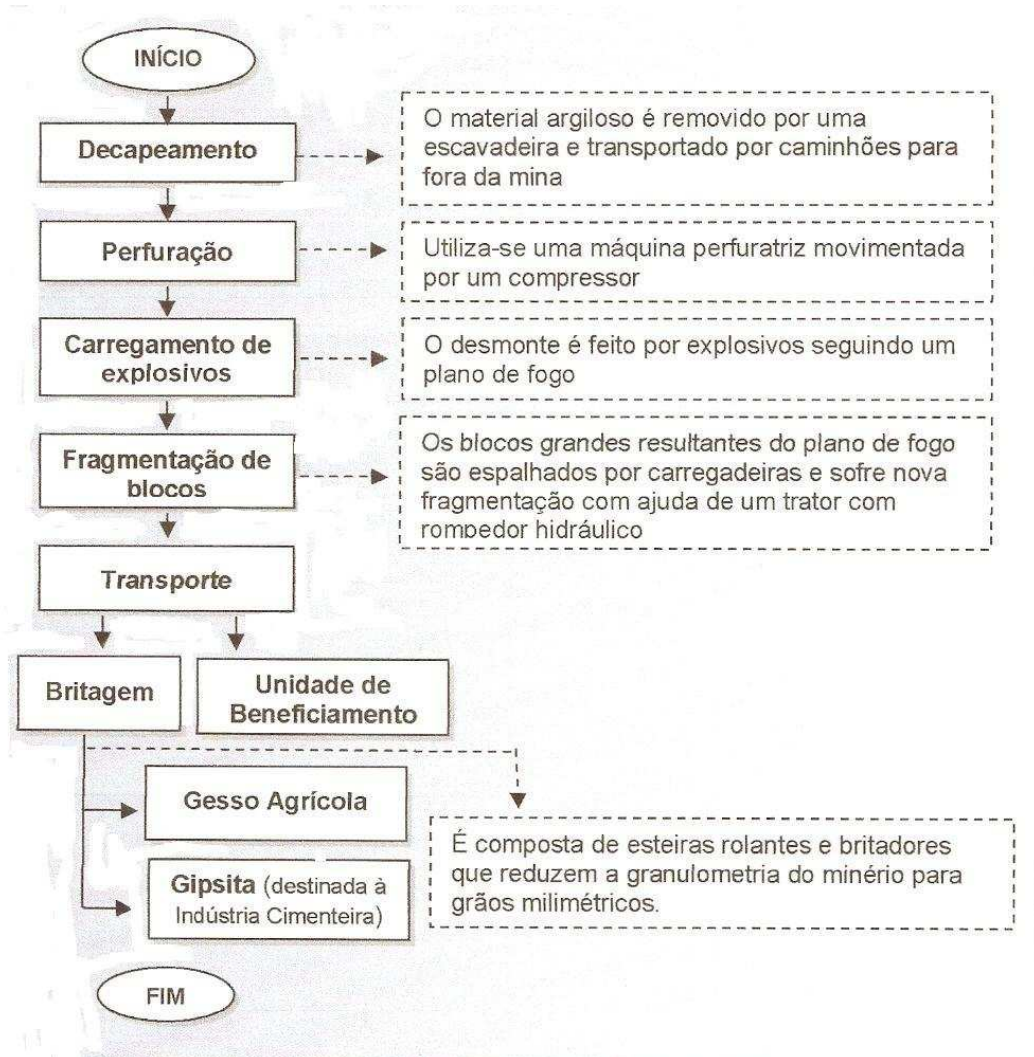 INÍCIO
Decapeamento
O material argiloso é removido por uma
escavadeira e transportado por caminhões para
fora da mina
Perfuração
Utiliza-se uma máquina perfuratriz movimentada
por um compressor
Carregamento de
explosivos
O desmonte é feito por explosivos seguindo um
plano de fogo
Fragmentação de
blocos
Os blocos grandes resultantes do plano de fogo
são espalhados por carregadeiras e sofre nova
fragmentação com ajuda de um trator com
rompedor hidráulico
Transporte
Britagem
Unidade de
Beneficiamento
Gesso Agrícola
Gipsita (destinada à
Indústria Cimenteira)
É composta de esteiras rolantes e britadores
que reduzem a granulometria do minério para
grãos milimétricos.
FIM